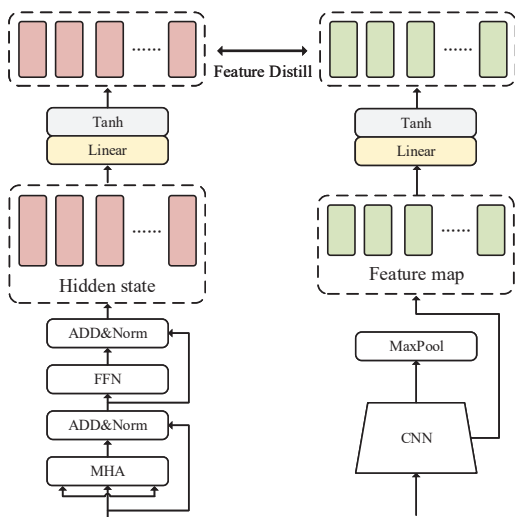 Feature Distill
Tanh
Linear
Hidden state
ADD&Norm
FFN
ADD&Norm
MHA
Tanh
Linear
Feature map
MaxPool
CNN